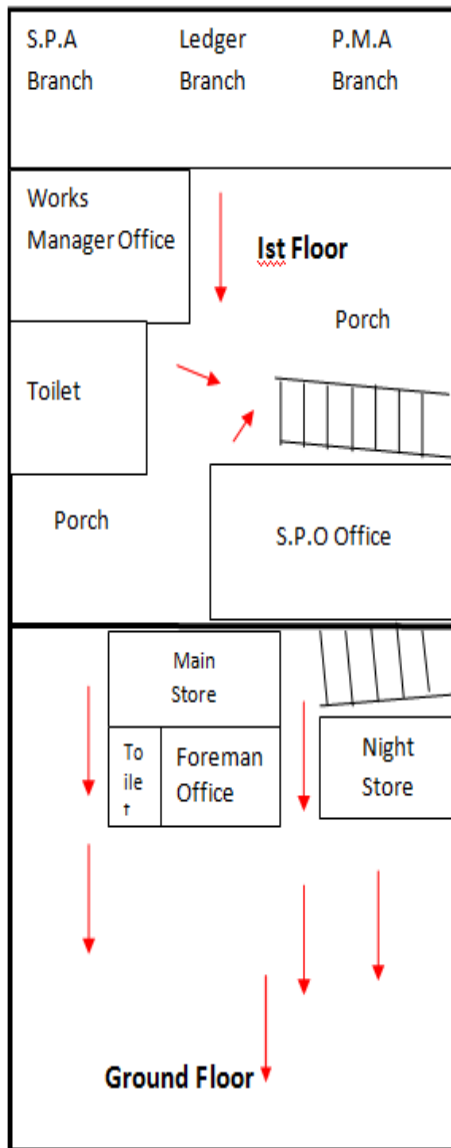 S.P.A Ledger P.M.A
Branch Branch Branch
Works
Manager Office
Ist Floor
Porch
Toilet
Porch
S.P.O Office
Main
Store
To
ile
t
Foreman
Office
Night
Store
Ground Floor